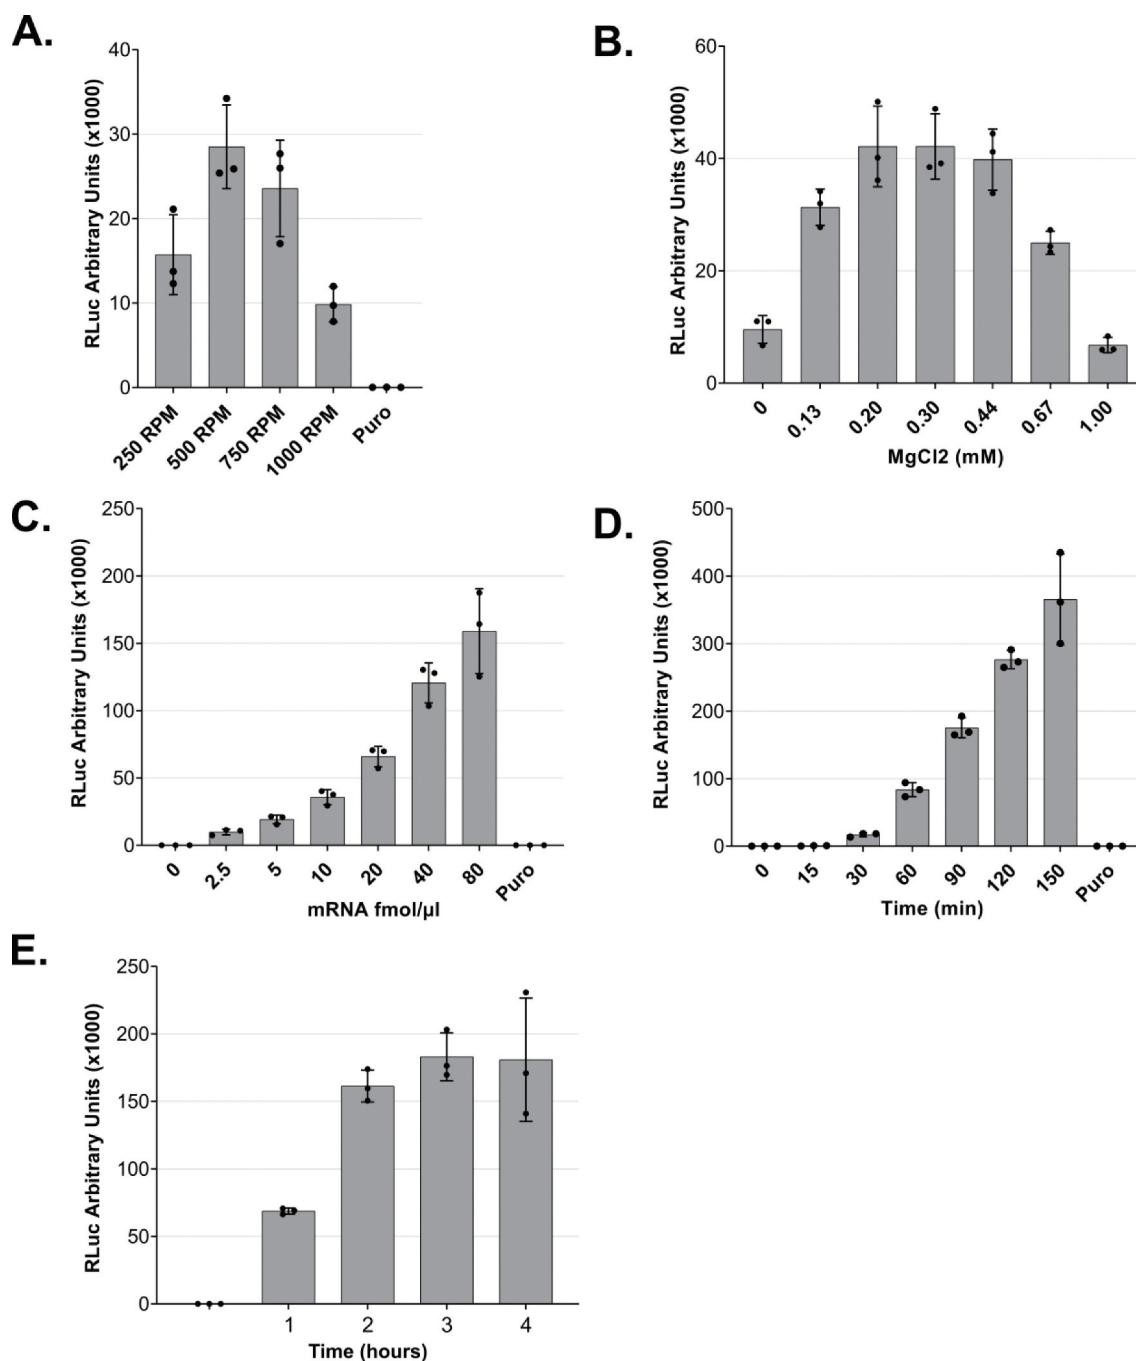 A.
RLuc Arbitrary Units (x1000)
40
30
20
10
0
250 RPM
500 RPM
750 RPM
1000 RPM
Puro
B.
RLuc Arbitrary Units (x1000)
60
40
20
0
0
0.13
0.20
0.30
0.44
0.67
1.00
MgCl2 (mM)
C.
RLuc Arbitrary Units (x1000)
250
200
150
100
50
0
0
2.5
5
10
20
40
80
Puro
mRNA fmol/µl
D.
RLuc Arbitrary Units (x1000)
500
400
300
200
100
0
0
15
30
60
90
120
150
Puro
Time (min)
E.
RLuc Arbitrary Units (x1000)
250
200
150
100
50
0
1
2
3
4
Time (hours)